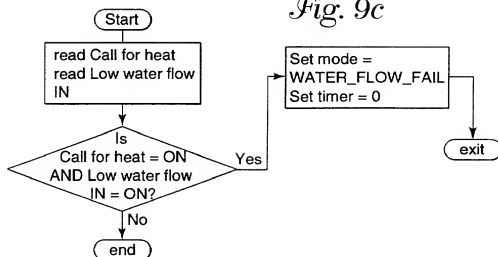 Fig. 9c
Start
read Call for heat
read Low water flow
IN
Is
Call for heat = ON
AND Low water flow
IN = ON?
Yes
No
end
Set mode =
WATER_FLOW_FAIL
Set timer = 0
exit